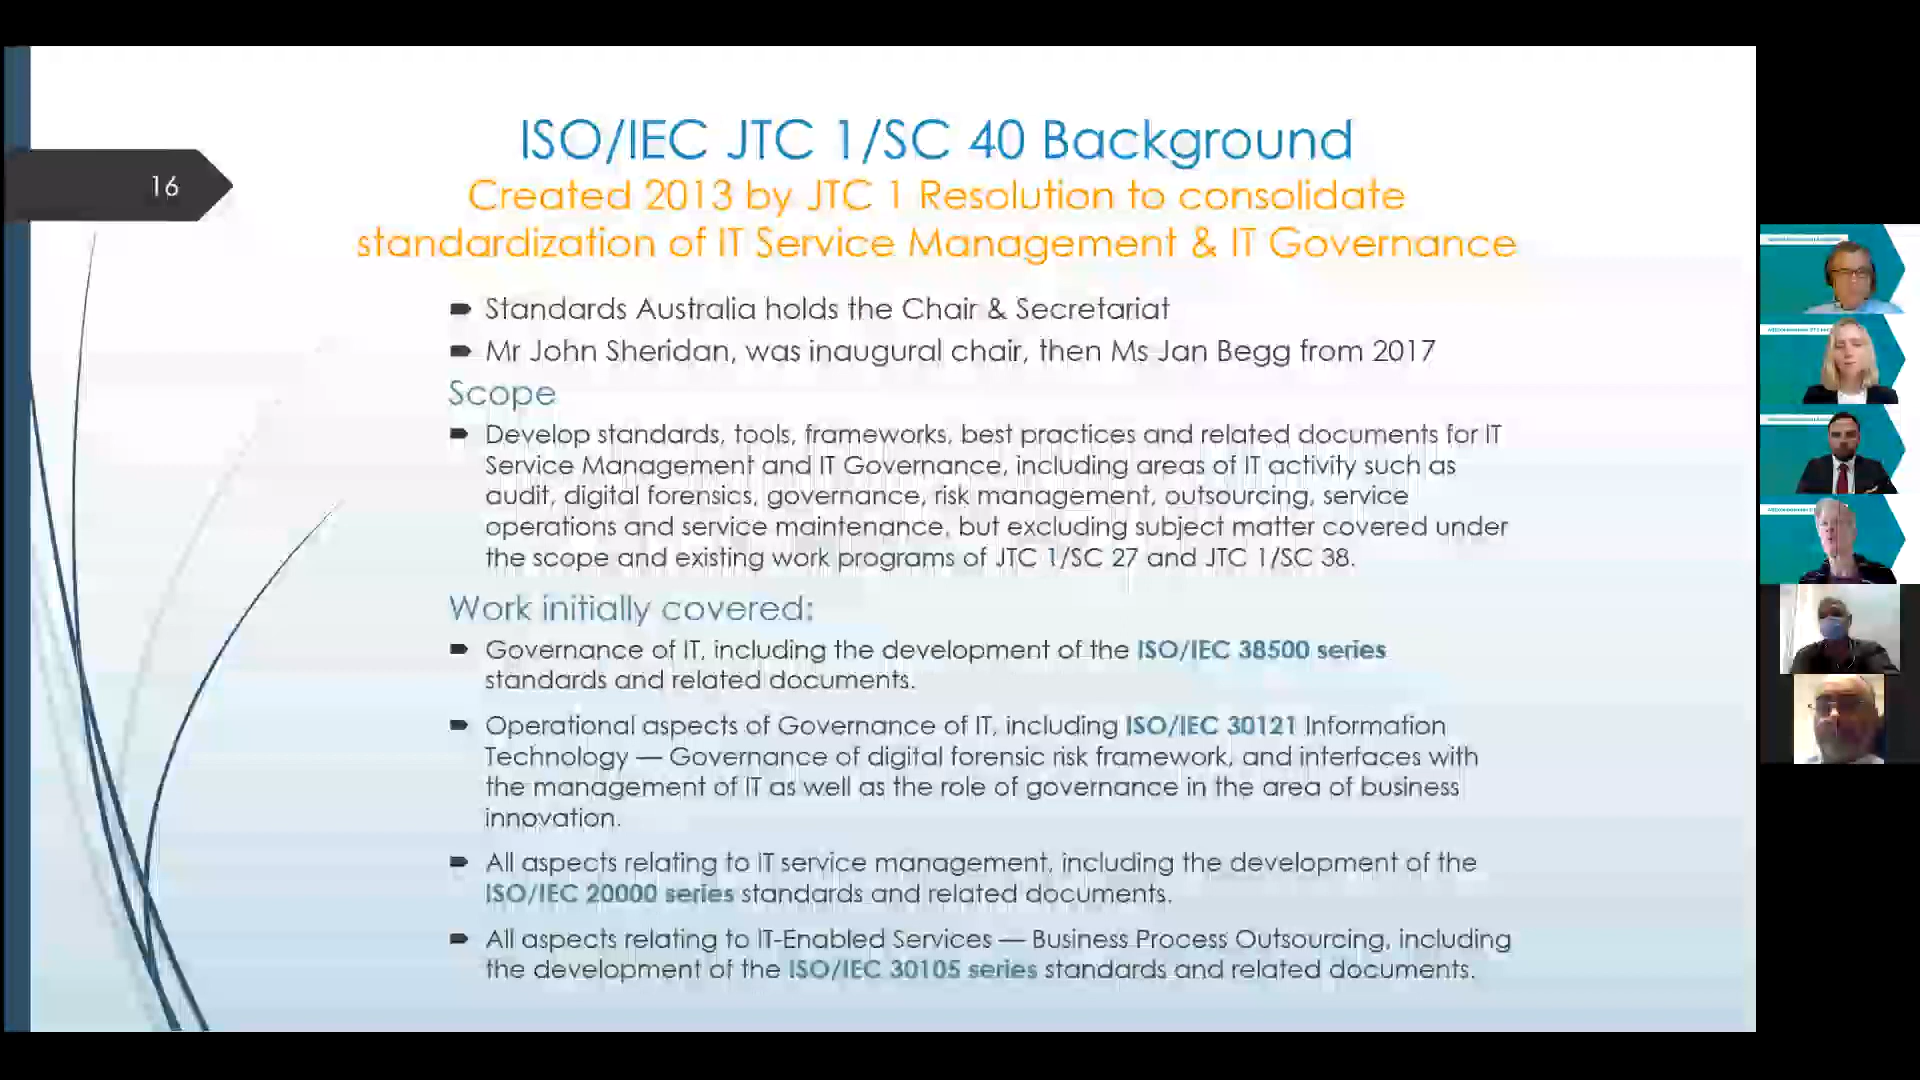 16
ISO/IEC JTC 1/SC 40 Background
Created 2013 by JTC 1 Resolution to consolidate
standardization of IT Service Management & IT Governance
Standards Australia holds the Chair & Secretariat
Mr John Sheridan, was inaugural chair, then Ms Jan Begg from 2017
Scope
Develop standards, tools, frameworks, best practices and related documents for IT
Service Management and IT Governance, including areas of IT activity such as
audit, digital forensics, governance, risk management, outsourcing, service
operations and service maintenance, but excluding subject matter covered under
the scope and existing work programs of JTC 1/SC 27 and JTC 1/SC 38.
Work initially covered:
Governance of IT, including the development of the ISO/IEC 38500 series
standards and related documents.
Operational aspects of Governance of IT, including ISO/IEC 30121 Information
Technology — Governance of digital forensic risk framework, and interfaces with
the management of IT as well as the role of governance in the area of business
innovation.
All aspects relating to IT service management, including the development of the
ISO/IEC 20000 series standards and related documents.
All aspects relating to IT-Enabled Services — Business Process Outsourcing, including
the development of the ISO/IEC 30105 series standards and related documents.